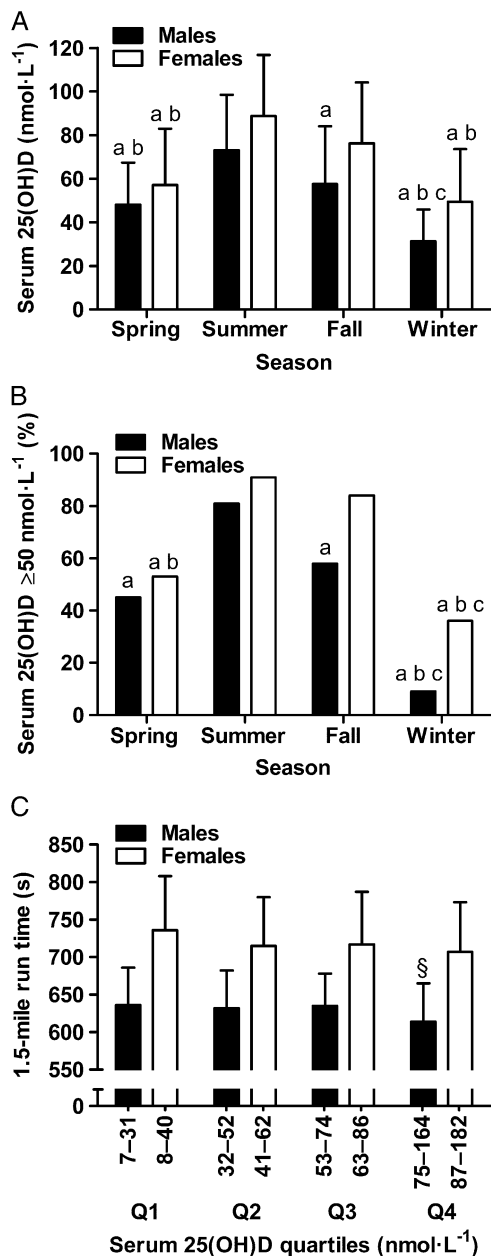 A
Males
Females
Serum 25(OH)D (nmol·L⁻¹)
120
100
80
60
40
20
0
a b
a b
a
a b c
a b
Spring
Summer
Fall
Winter
Season
B
Males
Females
Serum 25(OH)D ≥50 nmol·L⁻¹ (%)
100
80
60
40
20
0
a
a b
a
a b c
a b c
Spring
Summer
Fall
Winter
Season
C
Males
Females
1.5-mile run time (s)
850
800
750
700
650
600
550
0
§
7–31
8–40
32–52
41–62
53–74
63–86
75–164
87–182
Q1
Q2
Q3
Q4
Serum 25(OH)D quartiles (nmol·L⁻¹)